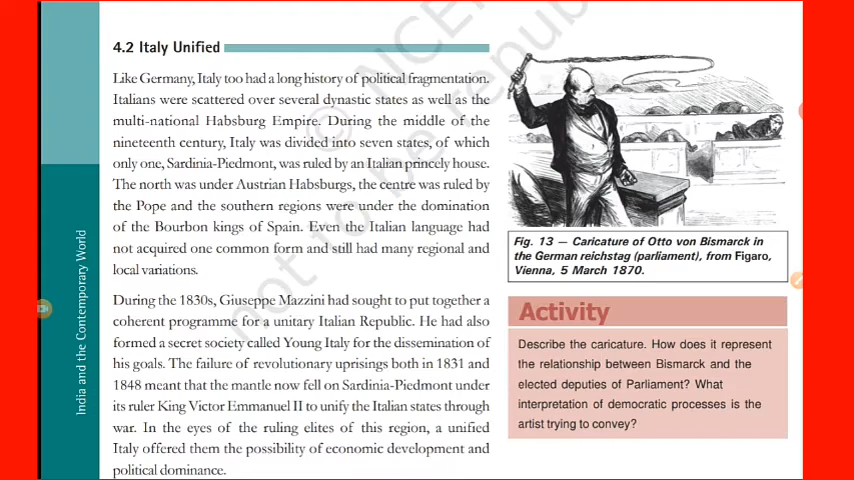 4.2 Italy Unified
Like Germany, Italy too had a long history of political fragmentation.
Italians were scattered over several dynastic states as well as the
multi-national Habsburg Empire. During the middle of the
nineteenth century, Italy was divided into seven states, of which
only one, Sardinia-Piedmont, was ruled by an Italian princely house.
The north was under Austrian Habsburgs, the centre was ruled by
the Pope and the southern regions were under the domination
of the Bourbon kings of Spain. Even the Italian language had
not acquired one common form and still had many regional and
local variations.
During the 1830s, Giuseppe Mazzini had sought to put together a
coherent programme for a unitary Italian Republic. He had also
formed a secret society called Young Italy for the dissemination of
his goals. The failure of revolutionary uprisings both in 1831 and
1848 meant that the mantle now fell on Sardinia-Piedmont under
its ruler King Victor Emmanuel II to unify the Italian states through
war. In the eyes of the ruling elites of this region, a unified
Italy offered them the possibility of economic development and
political dominance.
Fig. 13 — Caricature of Otto von Bismarck in
the German reichstag (parliament), from Figaro,
Vienna, 5 March 1870.
Activity
Describe the caricature. How does it represent
the relationship between Bismarck and the
elected deputies of Parliament? What
interpretation of democratic processes is the
artist trying to convey?
India and the Contemporary World
© NCE
not to be repub